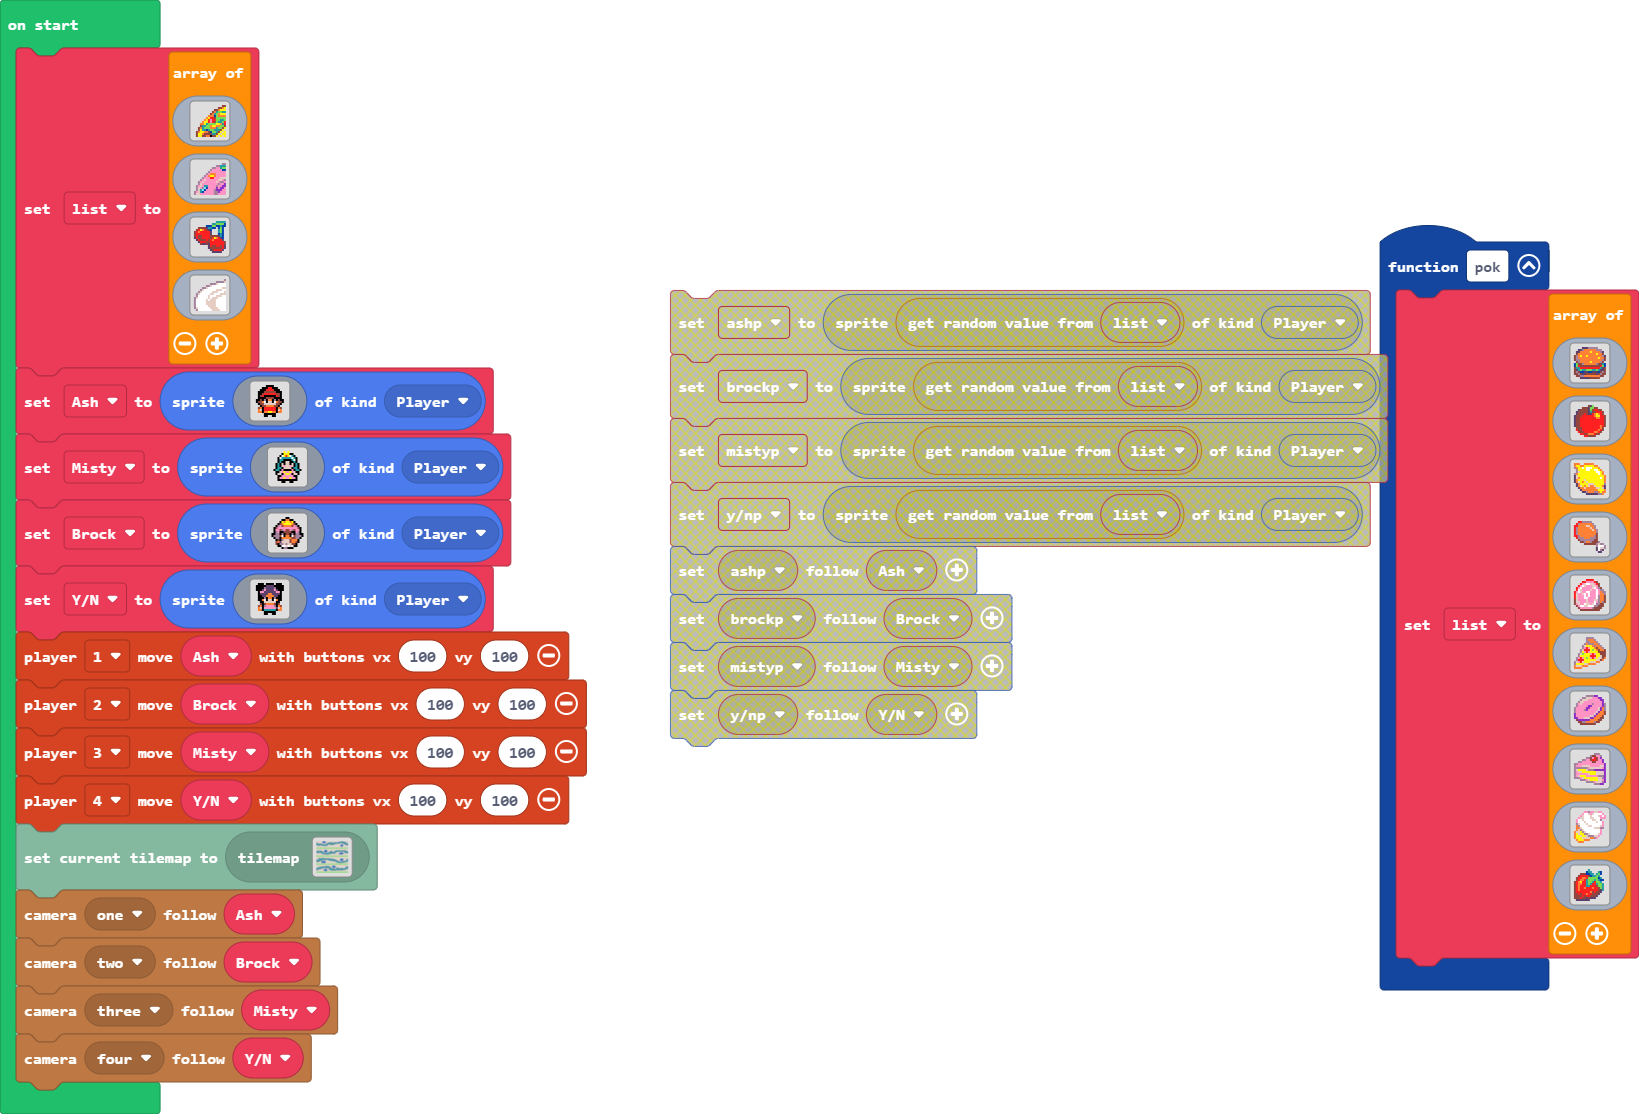 on start
array of
set list to
set Ash to sprite of kind Player
set Misty to sprite of kind Player
set Brock to sprite of kind Player
set Y/N to sprite of kind Player
player 1 move Ash with buttons vx 100 vy 100
player 2 move Brock with buttons vx 100 vy 100
player 3 move Misty with buttons vx 100 vy 100
player 4 move Y/N with buttons vx 100 vy 100
set current tilemap to tilemap
camera one follow Ash
camera two follow Brock
camera three follow Misty
camera four follow Y/N
set ashp to sprite get random value from list of kind Player
set brockp to sprite get random value from list of kind Player
set mistyp to sprite get random value from list of kind Player
set y/np to sprite get random value from list of kind Player
set ashp follow Ash
set brockp follow Brock
set mistyp follow Misty
set y/np follow Y/N
function pok
array of
set list to